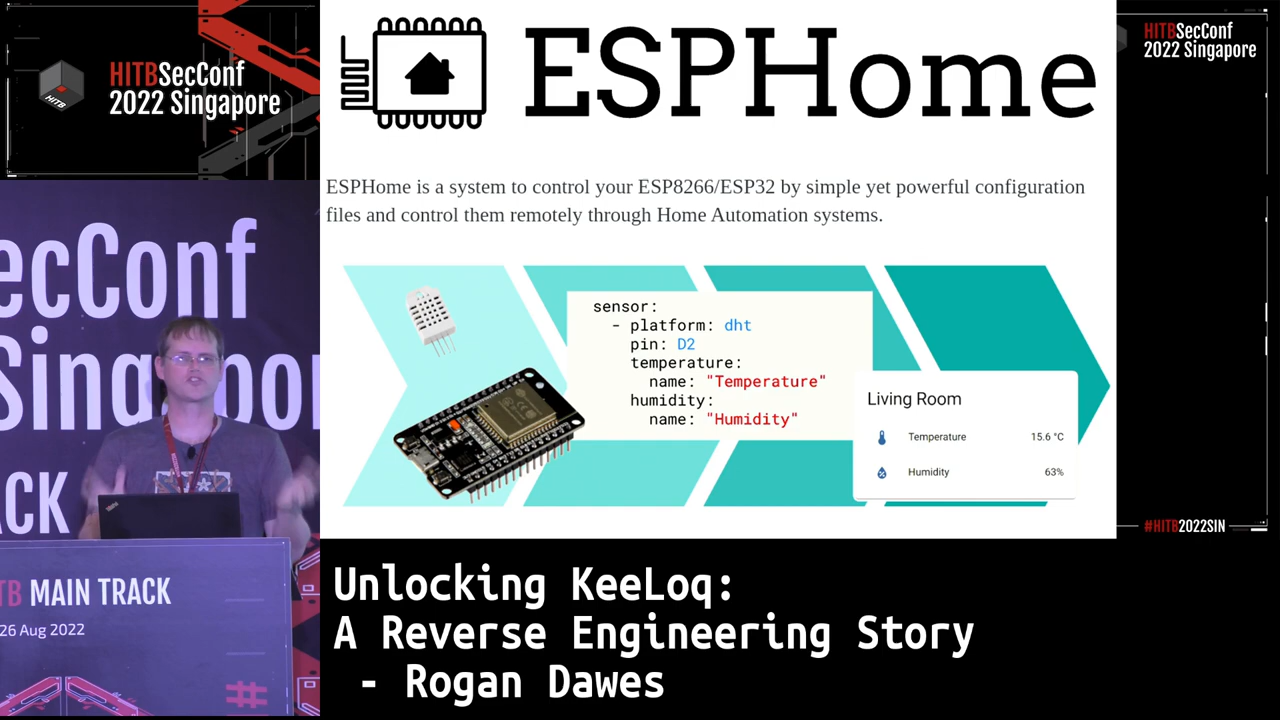 HITBSecConf
2022 Singapore
HITB
ESPHome
HITBSecConf
2022 Singapore
ESPHome is a system to control your ESP8266/ESP32 by simple yet powerful configuration
files and control them remotely through Home Automation systems.
sensor:
- platform: dht
pin: D2
temperature:
name: "Temperature"
humidity:
name: "Humidity"
Living Room
Temperature 15.6 °C
Humidity 63%
ecConf
Singapor
ACK
TB MAIN TRACK
26 Aug 2022
#
#HITB2022SIN
Unlocking KeeLoq:
A Reverse Engineering Story
- Rogan Dawes